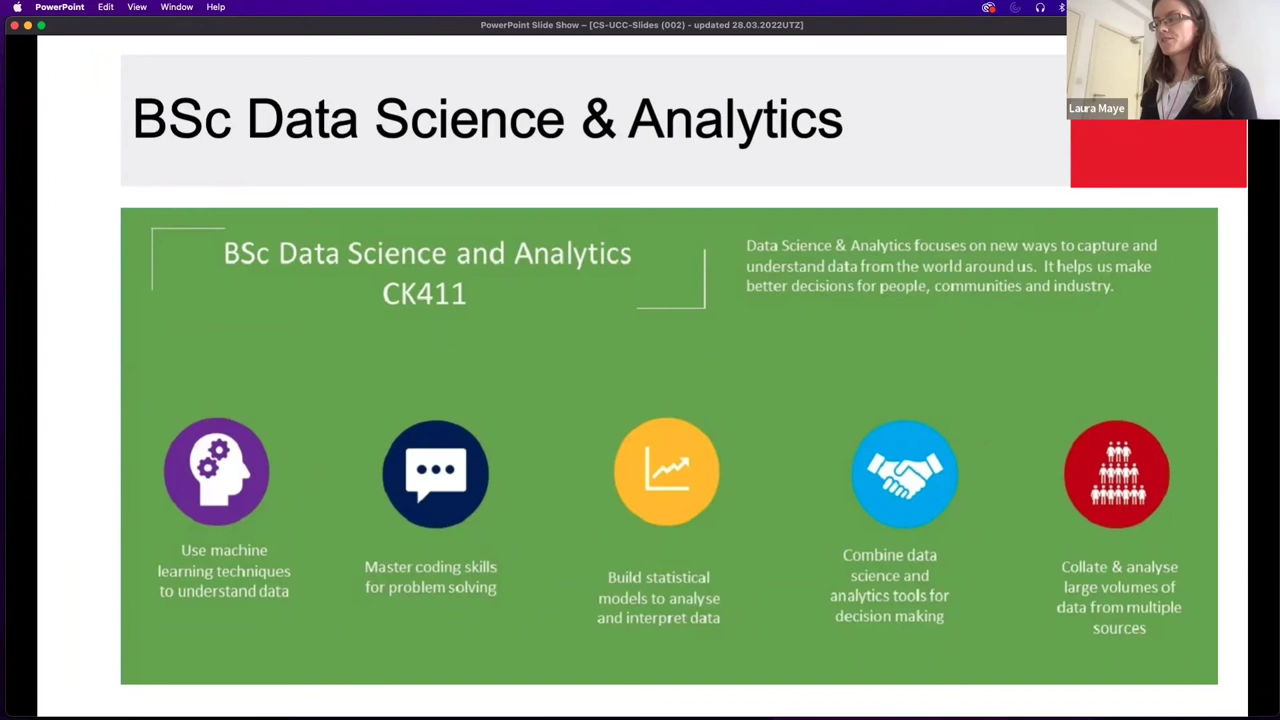 PowerPoint Edit View Window Help
PowerPoint Slide Show – [CS-UCC-Slides (002) - updated 28.03.2022UTZ]
Laura Maye
BSc Data Science & Analytics
BSc Data Science and Analytics
CK411
Data Science & Analytics focuses on new ways to capture and
understand data from the world around us. It helps us make
better decisions for people, communities and industry.
Use machine
learning techniques
to understand data
Master coding skills
for problem solving
Build statistical
models to analyse
and interpret data
Combine data
science and
analytics tools for
decision making
Collate & analyse
large volumes of
data from multiple
sources